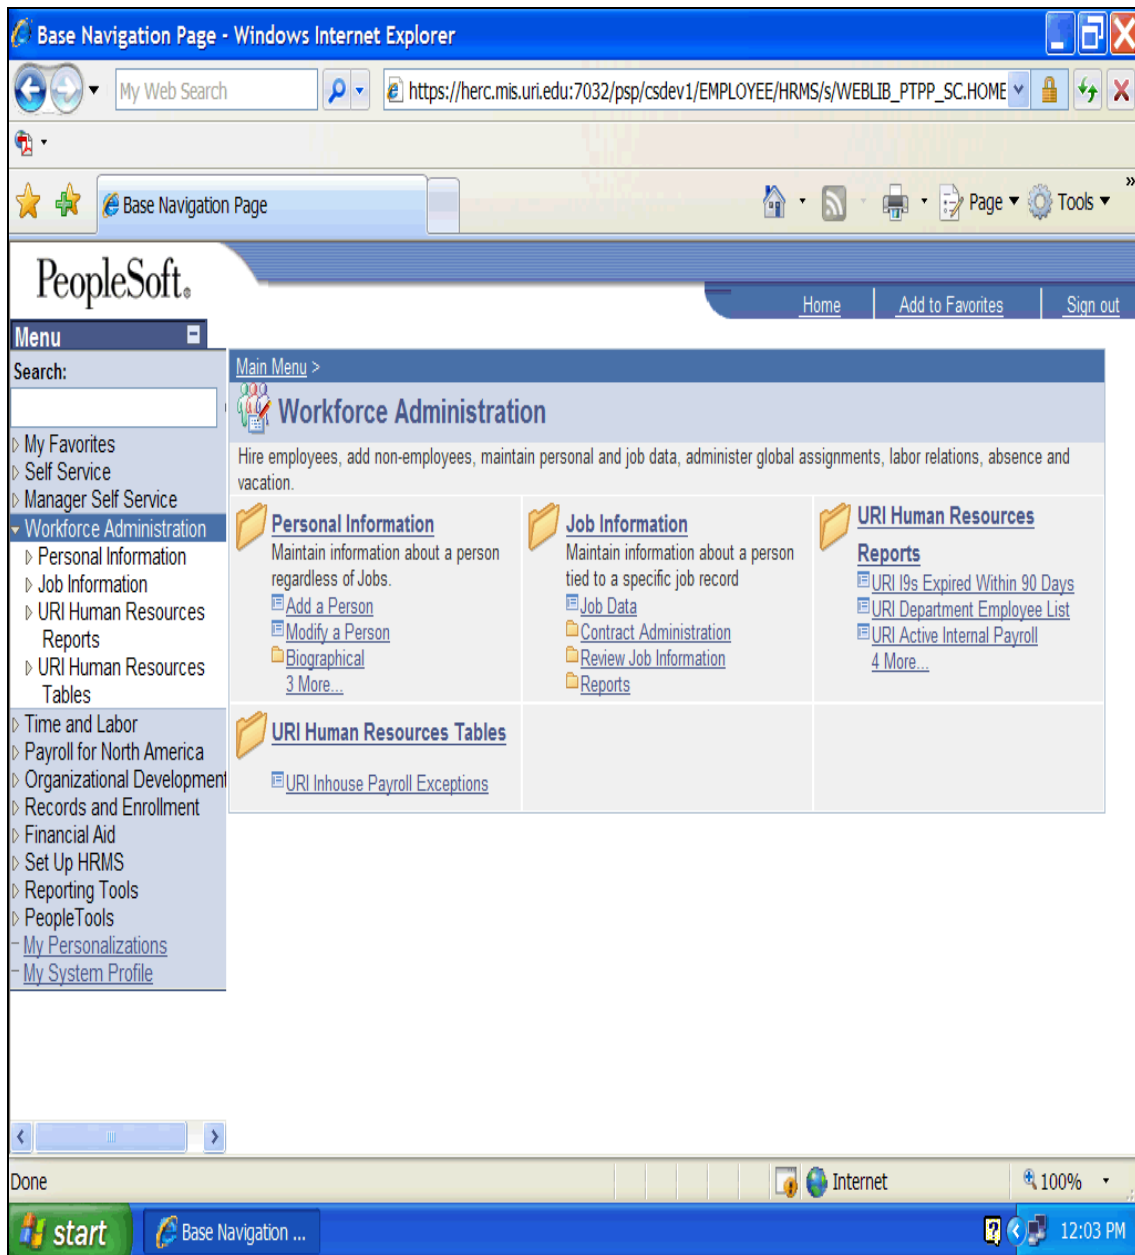 Base Navigation Page - Windows Internet Explorer
My Web Search
https://herc.mis.uri.edu:7032/psp/csdev1/EMPLOYEE/HRMS/s/WEBLIB_PTPP_SC.HOME
Base Navigation Page
Page
Tools
»
PeopleSoft®
Home
Add to Favorites
Sign out
Menu
Search:
My Favorites
Self Service
Manager Self Service
Workforce Administration
Personal Information
Job Information
URI Human Resources
Reports
URI Human Resources
Tables
Time and Labor
Payroll for North America
Organizational Development
Records and Enrollment
Financial Aid
Set Up HRMS
Reporting Tools
PeopleTools
My Personalizations
My System Profile
Main Menu >
Workforce Administration
Hire employees, add non-employees, maintain personal and job data, administer global assignments, labor relations, absence and
vacation.
Personal Information
Maintain information about a person
regardless of Jobs.
Add a Person
Modify a Person
Biographical
3 More...
Job Information
Maintain information about a person
tied to a specific job record
Job Data
Contract Administration
Review Job Information
Reports
URI Human Resources
Reports
URI I9s Expired Within 90 Days
URI Department Employee List
URI Active Internal Payroll
4 More...
URI Human Resources Tables
URI Inhouse Payroll Exceptions
Done
Internet
100%
start
Base Navigation ...
12:03 PM